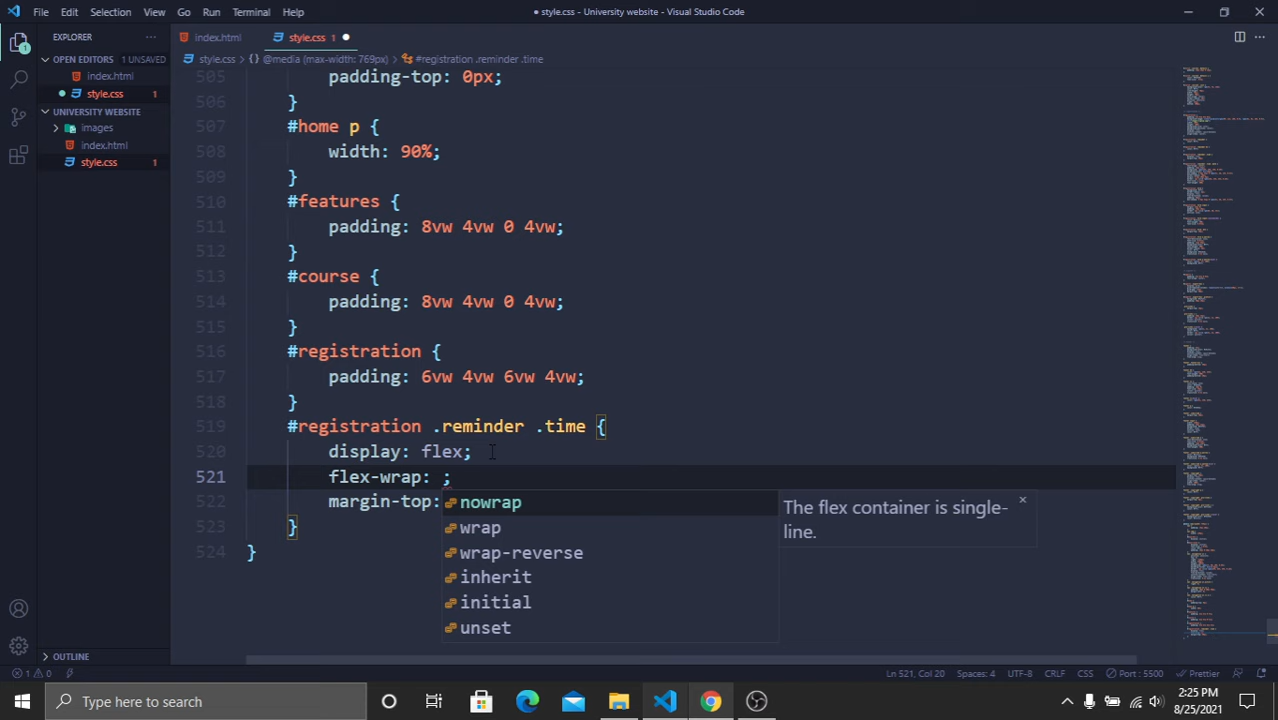 File Edit Selection View Go Run Terminal Help
● style.css - University website - Visual Studio Code
EXPLORER ...
index.html
style.css 1 ●
OPEN EDITORS 1 UNSAVED
index.html
● style.css 1
UNIVERSITY WEBSITE
images
index.html
style.css 1
style.css > {} @media (max-width: 769px) > #registration .reminder .time
505 padding-top: 0px;
506 }
507 #home p {
508 width: 90%;
509 }
510 #features {
511 padding: 8vw 4vw 0 4vw;
512 }
513 #course {
514 padding: 8vw 4vw 0 4vw;
515 }
516 #registration {
517 padding: 6vw 4vw 6vw 4vw;
518 }
519 #registration .reminder .time {
520 display: flex;
521 flex-wrap: ;
522 margin-top:
523 }
524 }
nowrap
wrap
wrap-reverse
inherit
initial
unset
The flex container is single-
line.
OUTLINE
1 0
Ln 521, Col 20 Spaces: 4 UTF-8 CRLF CSS Port : 5500 Prettier
Type here to search
2:25 PM
8/25/2021